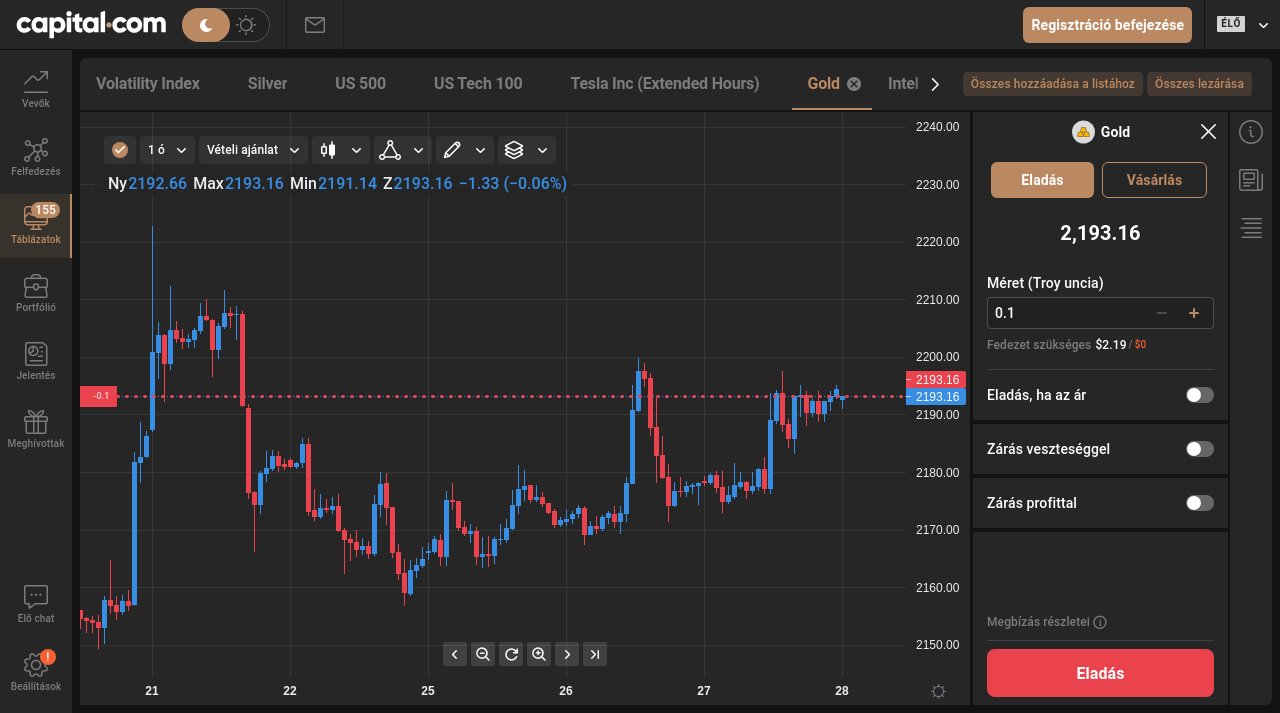 capital.com
Regisztráció befejezése
ÉLŐ
Vevők
Felfedezés
155
Táblázatok
Portfólió
Jelentés
Meghívottak
Elő chat
!
Beállítások
Volatility Index
Silver
US 500
US Tech 100
Tesla Inc (Extended Hours)
Gold
Intel
Összes hozzáadása a listához
Összes lezárása
1 ó
Vételi ajánlat
Ny2192.66 Max2193.16 Min2191.14 Z2193.16 −1.33 (−0.06%)
2240.00
2230.00
2220.00
2210.00
2200.00
2193.16
2193.16
2190.00
2180.00
2170.00
2160.00
2150.00
-0.1
21
22
25
26
27
28
Gold
Eladás
Vásárlás
2,193.16
Méret (Troy uncia)
0.1
Fedezet szükséges $2.19 / $0
Eladás, ha az ár
Zárás veszteséggel
Zárás profittal
Megbízás részletei
Eladás